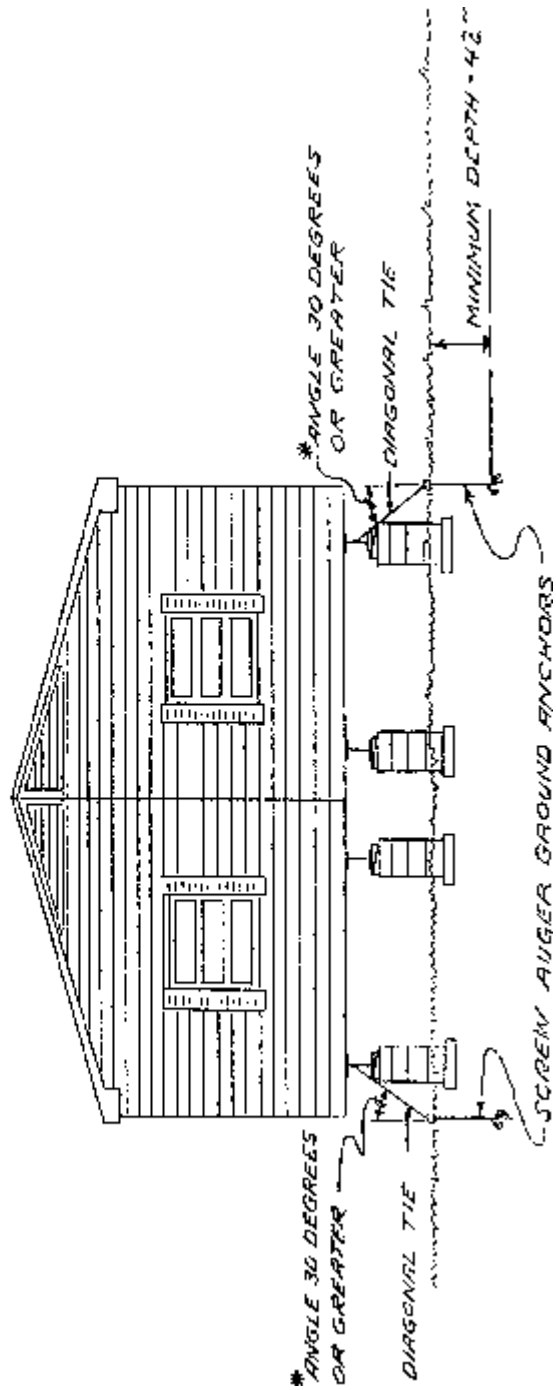 *ANGLE 30 DEGREES
OR GREATER
DIAGONAL TIE
*ANGLE 30 DEGREES
OR GREATER
DIAGONAL TIE
MINIMUM DEPTH - 42"
SCREW AUGER GROUND ANCHORS